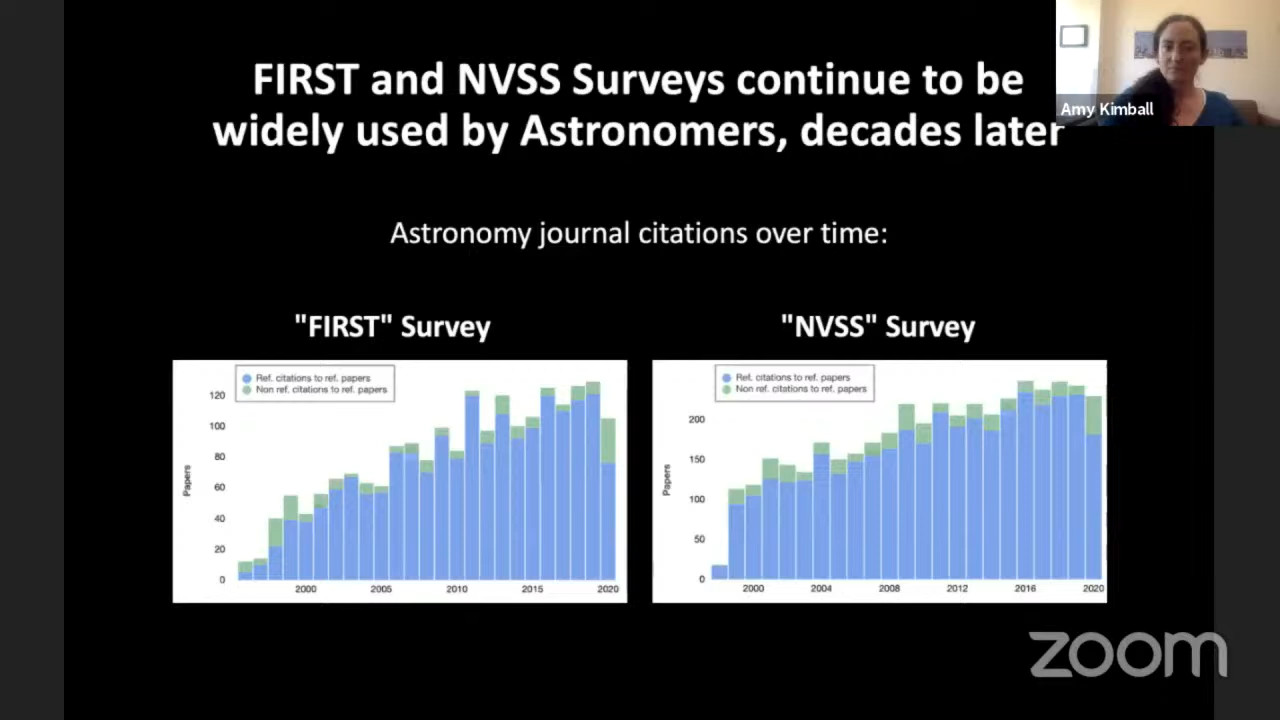 FIRST and NVSS Surveys continue to be
widely used by Astronomers, decades later
Amy Kimball
Astronomy journal citations over time:
"FIRST" Survey
Ref. citations to ref. papers
Non ref. citations to ref. papers
Papers
120
100
80
60
40
20
0
2000 2005 2010 2015 2020
"NVSS" Survey
Ref. citations to ref. papers
Non ref. citations to ref. papers
Papers
200
150
100
50
0
2000 2004 2008 2012 2016 2020
zoom